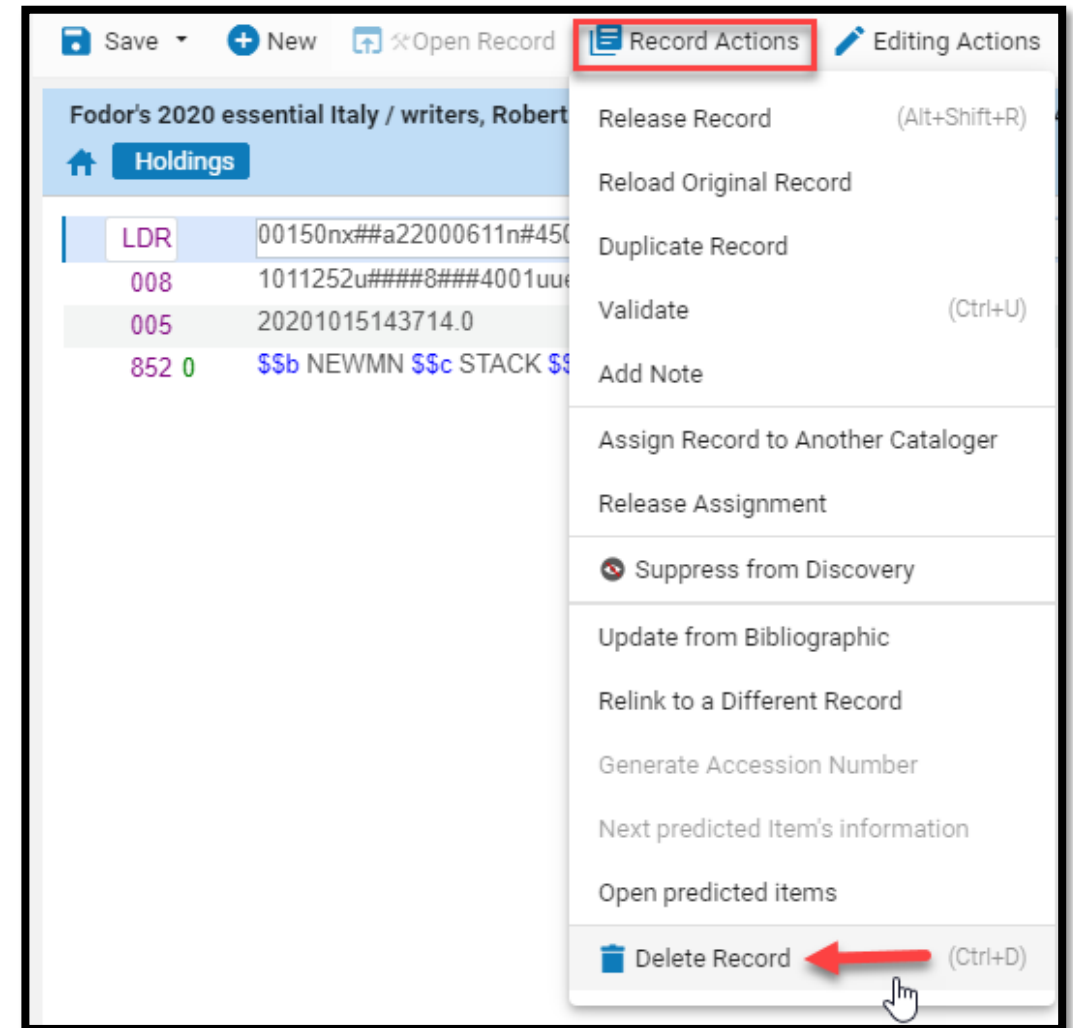 Save New Open Record Record Actions Editing Actions
Fodor's 2020 essential Italy / writers, Robert
Holdings
LDR 00150nx##a22000611n#450
008 1011252u####8###4001uue
005 20201015143714.0
852 0 $$b NEWMN $$c STACK $$
Release Record (Alt+Shift+R)
Reload Original Record
Duplicate Record
Validate (Ctrl+U)
Add Note
Assign Record to Another Cataloger
Release Assignment
Suppress from Discovery
Update from Bibliographic
Relink to a Different Record
Generate Accession Number
Next predicted Item's information
Open predicted items
Delete Record (Ctrl+D)